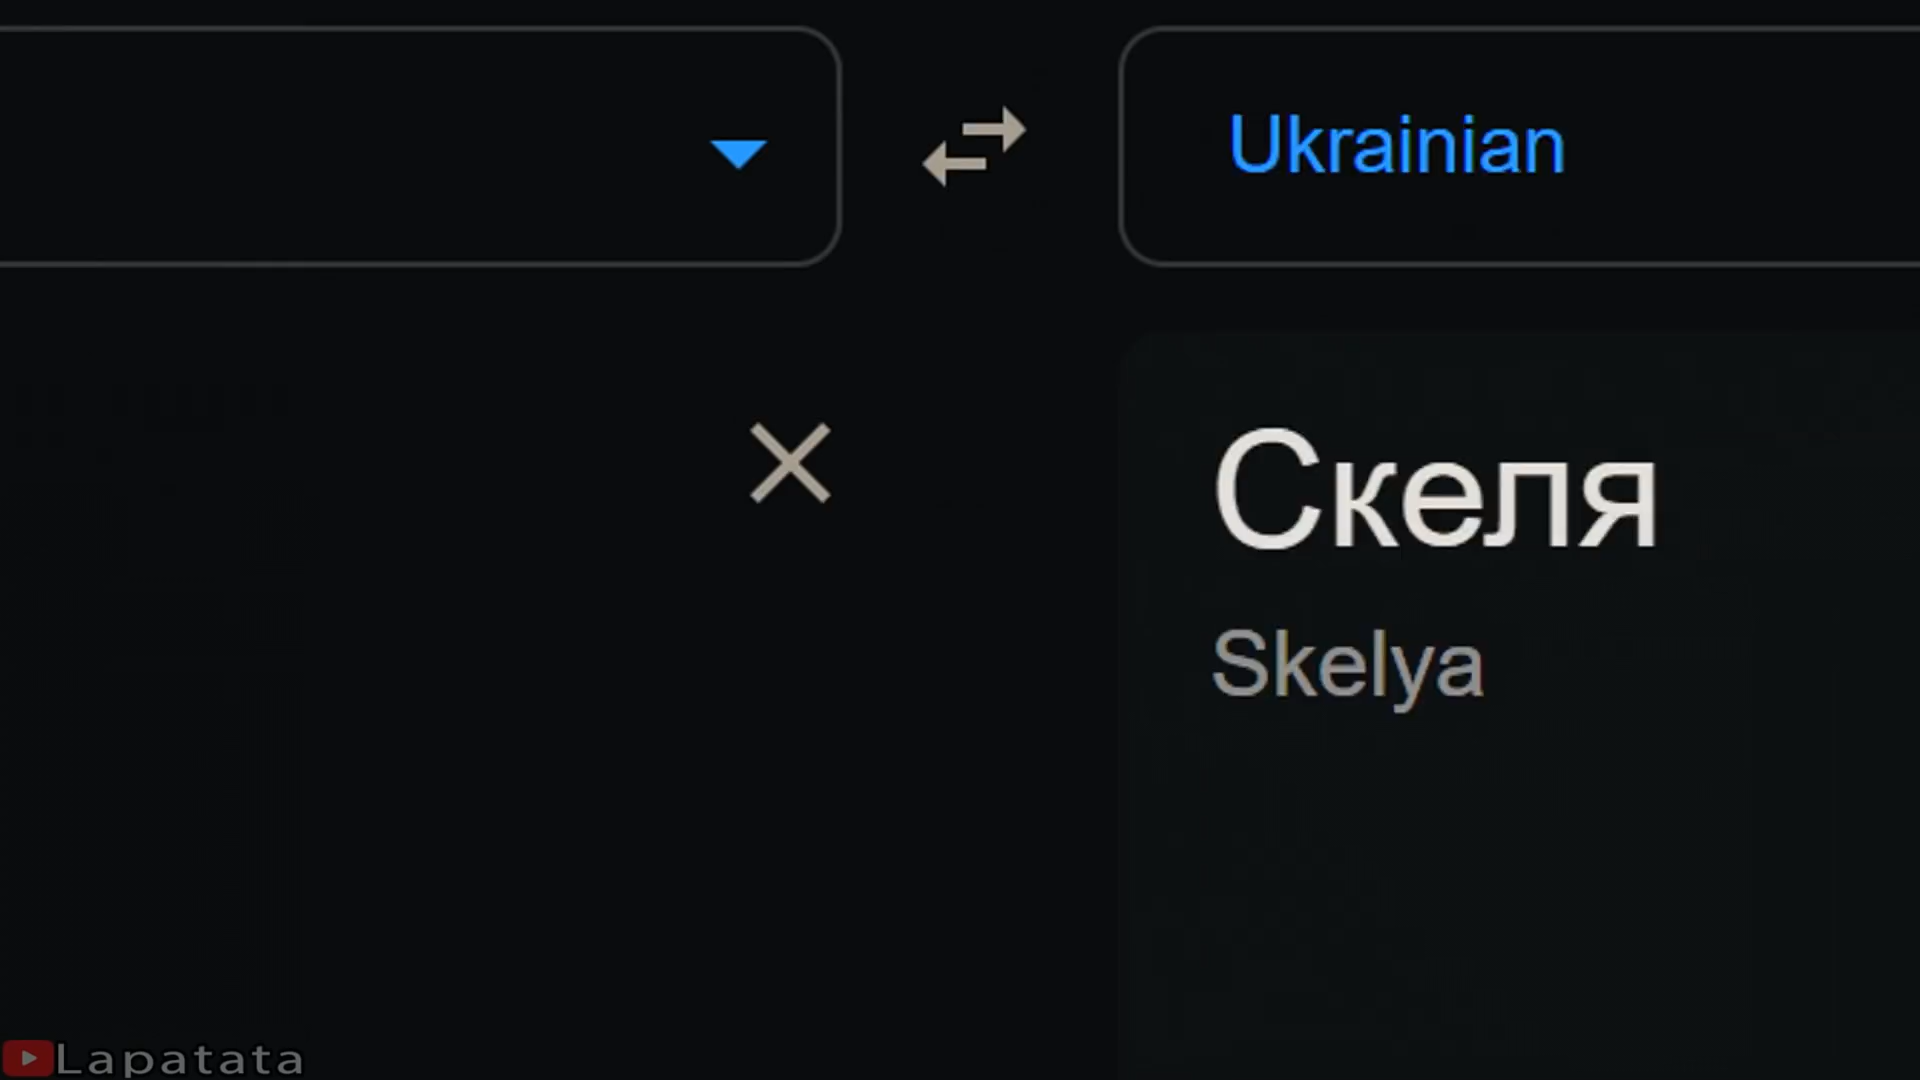 Ukrainian
Скеля
Skelya
Lapatata